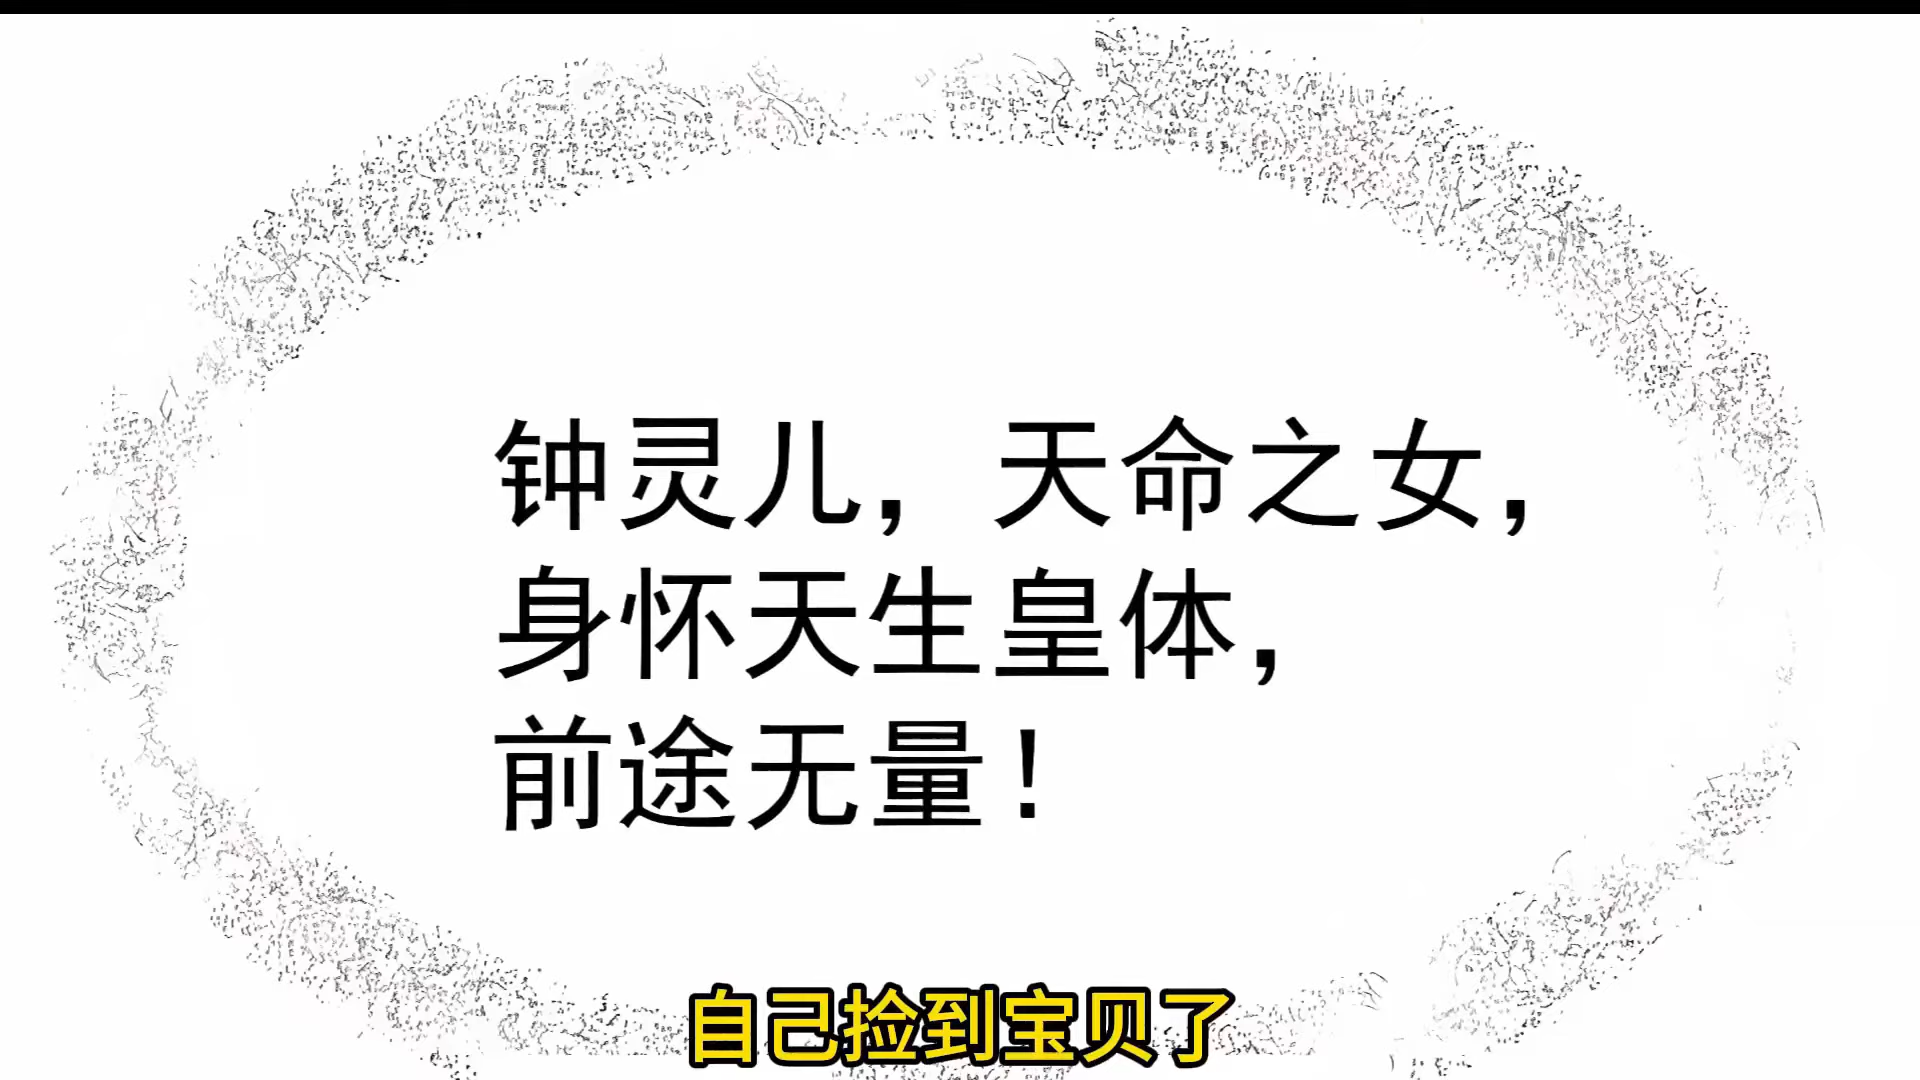 钟灵儿，天命之女，
身怀天生皇体，
前途无量！
自己捡到宝贝了